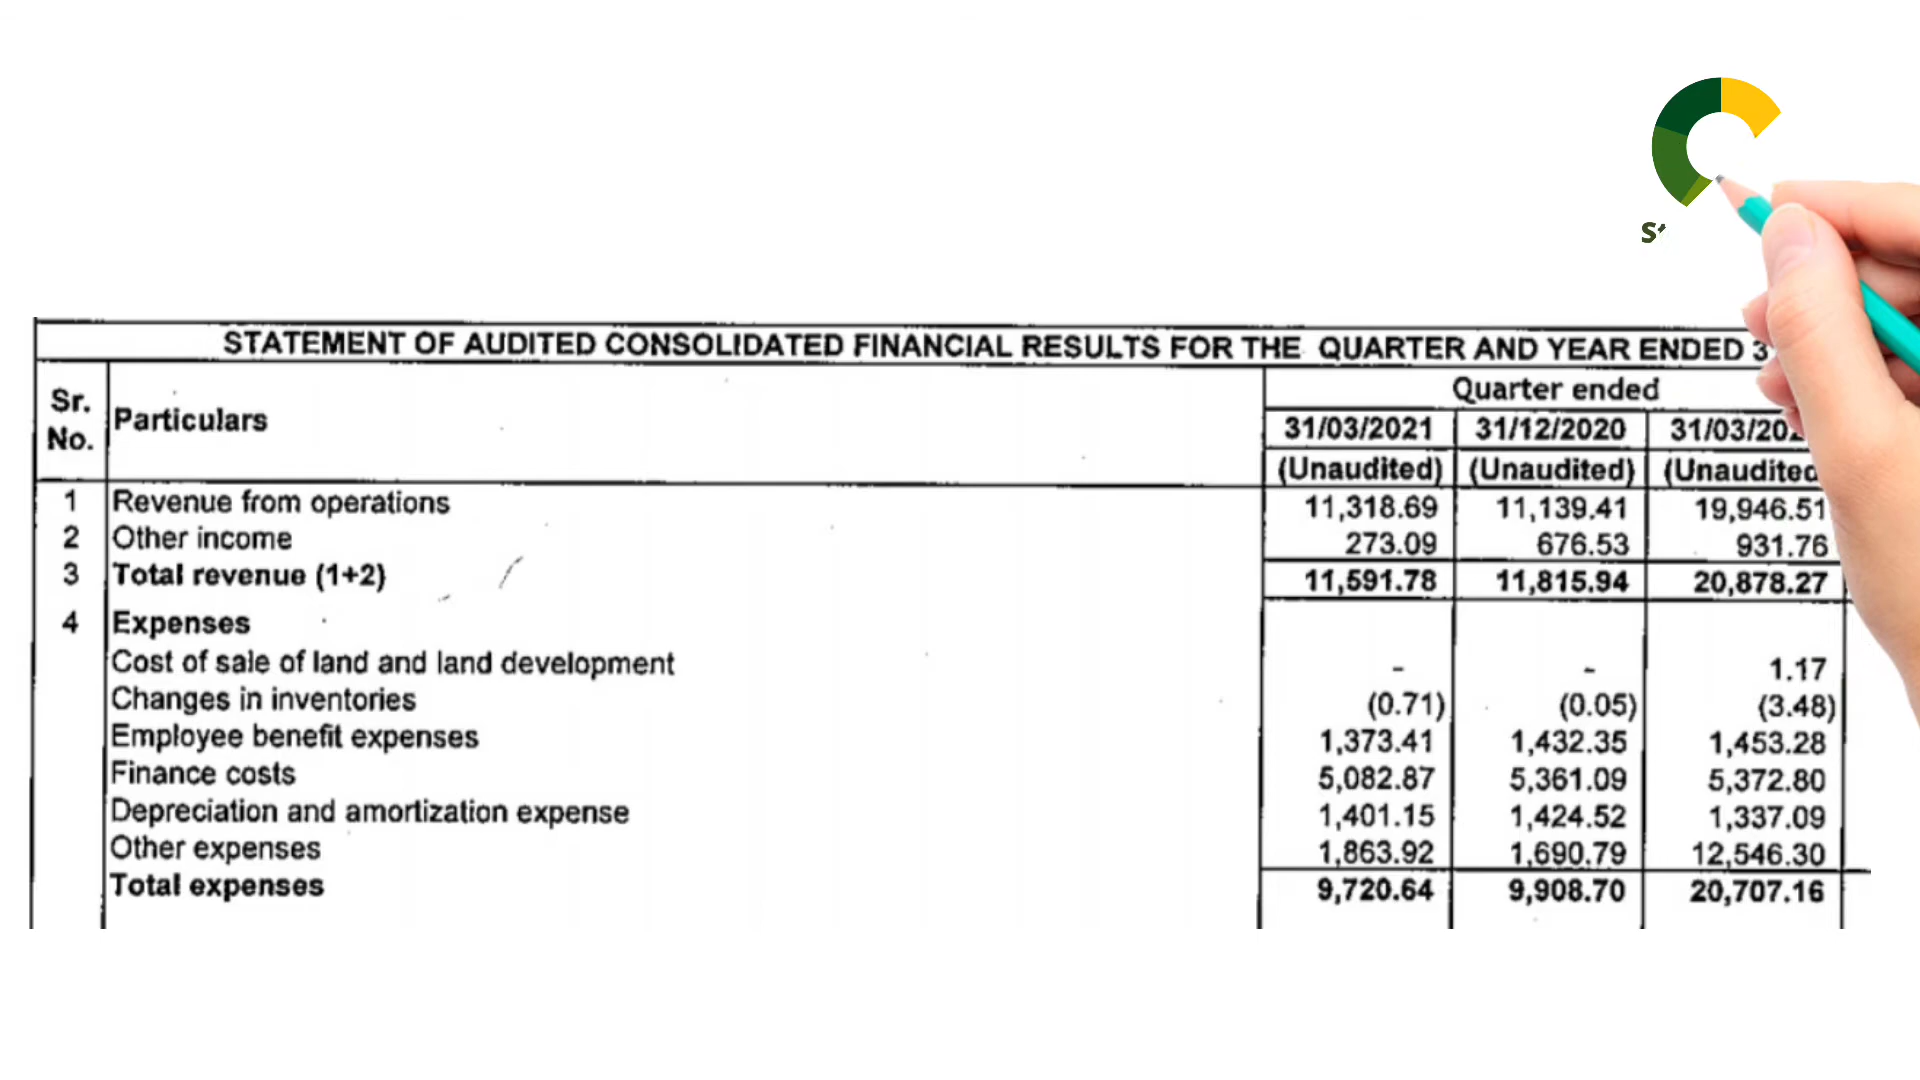 STATEMENT OF AUDITED CONSOLIDATED FINANCIAL RESULTS FOR THE QUARTER AND YEAR ENDED 3
Sr. No. Particulars Quarter ended
31/03/2021 31/12/2020 31/03/202
(Unaudited) (Unaudited) (Unaudited
1 Revenue from operations 11,318.69 11,139.41 19,946.51
2 Other income 273.09 676.53 931.76
3 Total revenue (1+2) 11,591.78 11,815.94 20,878.27
4 Expenses
Cost of sale of land and land development - - 1.17
Changes in inventories (0.71) (0.05) (3.48)
Employee benefit expenses 1,373.41 1,432.35 1,453.28
Finance costs 5,082.87 5,361.09 5,372.80
Depreciation and amortization expense 1,401.15 1,424.52 1,337.09
Other expenses 1,863.92 1,690.79 12,546.30
Total expenses 9,720.64 9,908.70 20,707.16